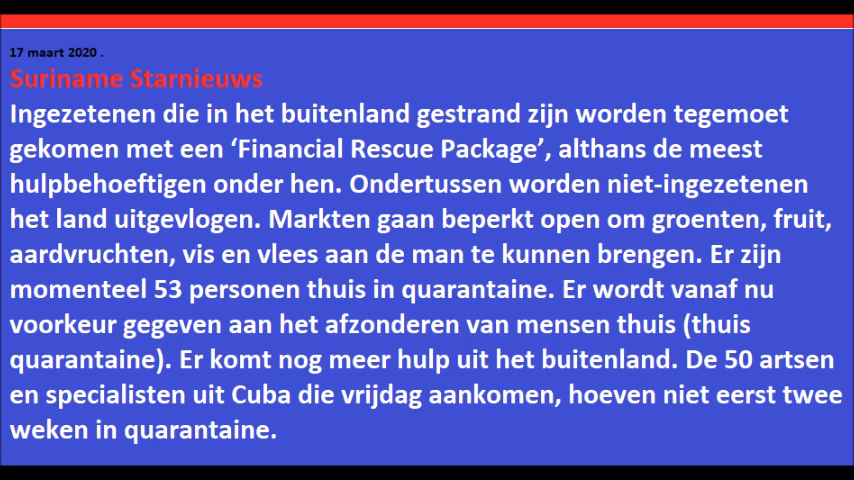 17 maart 2020 .
Suriname Starnieuws
Ingezetenen die in het buitenland gestrand zijn worden tegemoet
gekomen met een ‘Financial Rescue Package’, althans de meest
hulpbehoeftigen onder hen. Ondertussen worden niet-ingezetenen
het land uitgevlogen. Markten gaan beperkt open om groenten, fruit,
aardvruchten, vis en vlees aan de man te kunnen brengen. Er zijn
momenteel 53 personen thuis in quarantaine. Er wordt vanaf nu
voorkeur gegeven aan het afzonderen van mensen thuis (thuis
quarantaine). Er komt nog meer hulp uit het buitenland. De 50 artsen
en specialisten uit Cuba die vrijdag aankomen, hoeven niet eerst twee
weken in quarantaine.